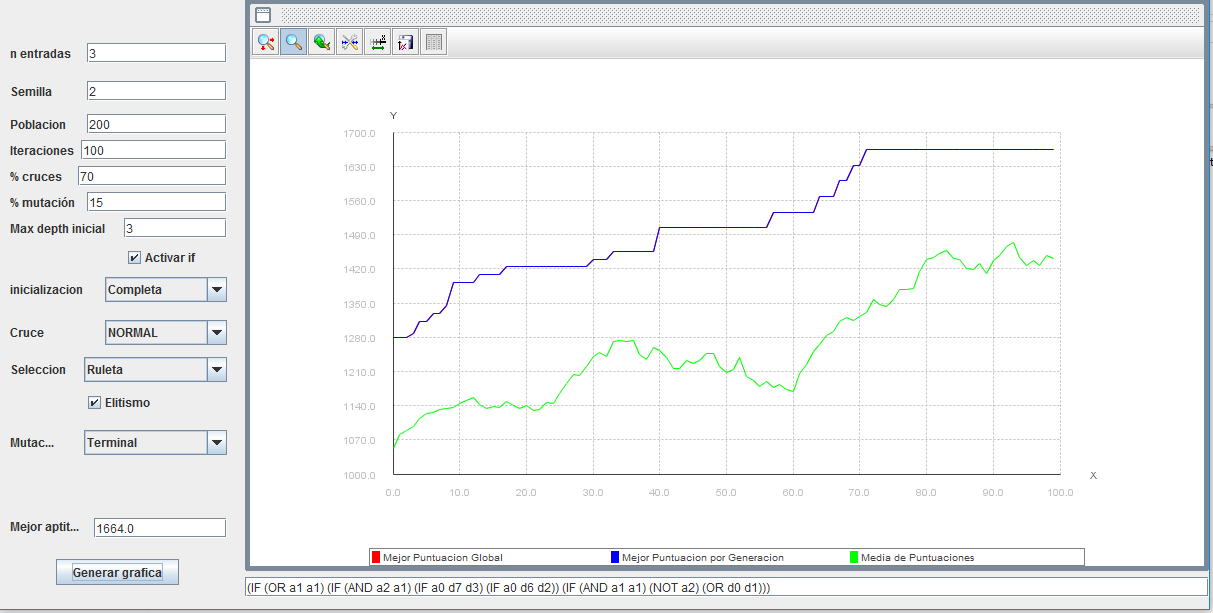 n entradas 3
Semilla 2
Poblacion 200
Iteraciones 100
% cruces 70
% mutación 15
Max depth inicial 3
Activar if
inicializacion Completa
Cruce NORMAL
Seleccion Ruleta
Elitismo
Mutac... Terminal
Mejor aptit... 1664.0
Generar grafica
Y
1700.0
1630.0
1560.0
1490.0
1420.0
1350.0
1280.0
1210.0
1140.0
1070.0
1000.0
X
0.0 10.0 20.0 30.0 40.0 50.0 60.0 70.0 80.0 90.0 100.0
Mejor Puntuacion Global Mejor Puntuacion por Generacion Media de Puntuaciones
(IF (OR a1 a1) (IF (AND a2 a1) (IF a0 d7 d3) (IF a0 d6 d2)) (IF (AND a1 a1) (NOT a2) (OR d0 d1)))